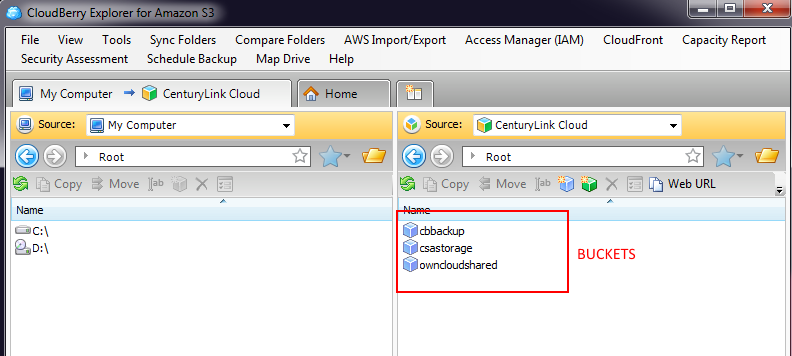 CloudBerry Explorer for Amazon S3
File View Tools Sync Folders Compare Folders AWS Import/Export Access Manager (IAM) CloudFront Capacity Report
Security Assessment Schedule Backup Map Drive Help
My Computer → CenturyLink Cloud Home
Source: My Computer
Root
Copy Move
Name
C:\
D:\
Source: CenturyLink Cloud
Root
Copy Move Web URL
Name
cbbackup
csastorage
owncloudshared
BUCKETS